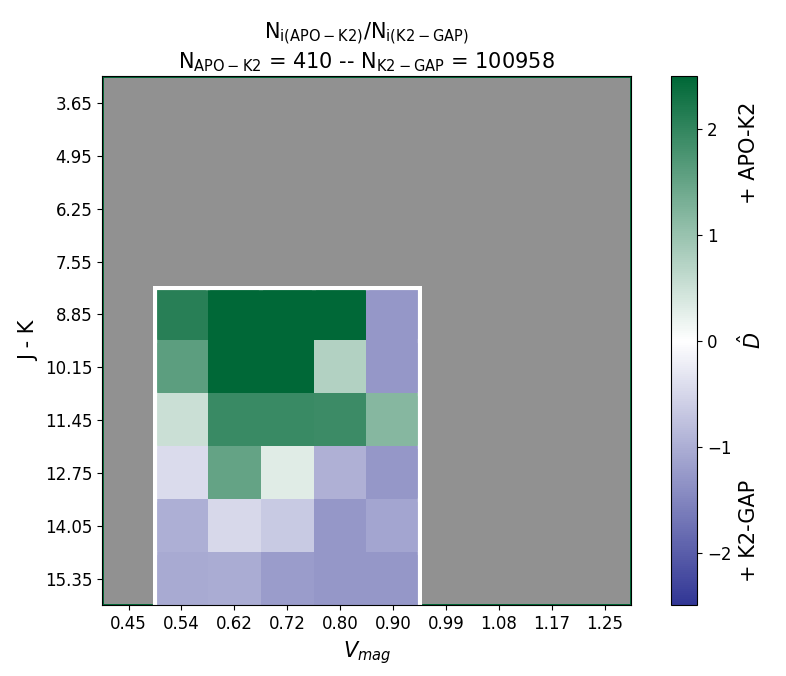 N_i(APO−K2)/N_i(K2−GAP)
N_APO−K2 = 410 -- N_K2−GAP = 100958
J - K
3.65
4.95
6.25
7.55
8.85
10.15
11.45
12.75
14.05
15.35
0.45 0.54 0.62 0.72 0.80 0.90 0.99 1.08 1.17 1.25
V_mag
2
1
0
−1
−2
+ APO-K2
D̂
+ K2-GAP